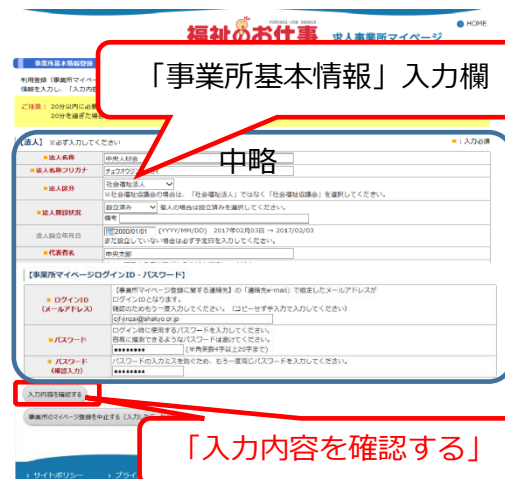 福祉のお仕事
求人事業所マイページ
HOME
事業所基本情報登録
「事業所基本情報」入力欄
利用登録(事業所マイペー
情報を入力し、「入力内容
ご注意： 20分以内に必
20分を過ぎた場
【法人】 ※必ず入力してください
＊：入力必須
中略
＊法人名称
中央人材会
＊法人名称フリガナ
チュウオウジン
＊法人区分
社会福祉法人
※社会福祉協議会の場合は、「社会福祉法人」ではなく「社会福祉協議会」を選択してください。
＊法人開設状況
設立済み 個人の場合は設立済みを選択してください。
備考
法人設立年月日
2000/01/01 (YYYY/MM/DD) 2017年02月03日 → 2017/02/03
まだ設立していない場合は必ず予定日を入力してください。
＊代表者名
中央太郎
【事業所マイページログインID・パスワード】
＊ログインID
(メールアドレス)
【事業所マイページ登録に関する連絡先】の「連絡先e-mail」で指定したメールアドレスが
ログインIDとなります。
確認のためもう一度入力してください。(コピーせず手入力で入力してください)
cjf-jinzai@shakyo.or.jp
＊パスワード
ログイン時に使用するパスワードを入力してください。
容易に推測できるようなパスワードは避けてください。
●●●●●●●● (半角英数4字以上20字まで)
＊パスワード
(確認入力)
パスワードの入力ミスを防ぐため、もう一度同じパスワードを入力してください。
●●●●●●●●
入力内容を確認する
事業所のマイページ登録を中止する(入力し
「入力内容を確認する」
サイトポリシー
プライ